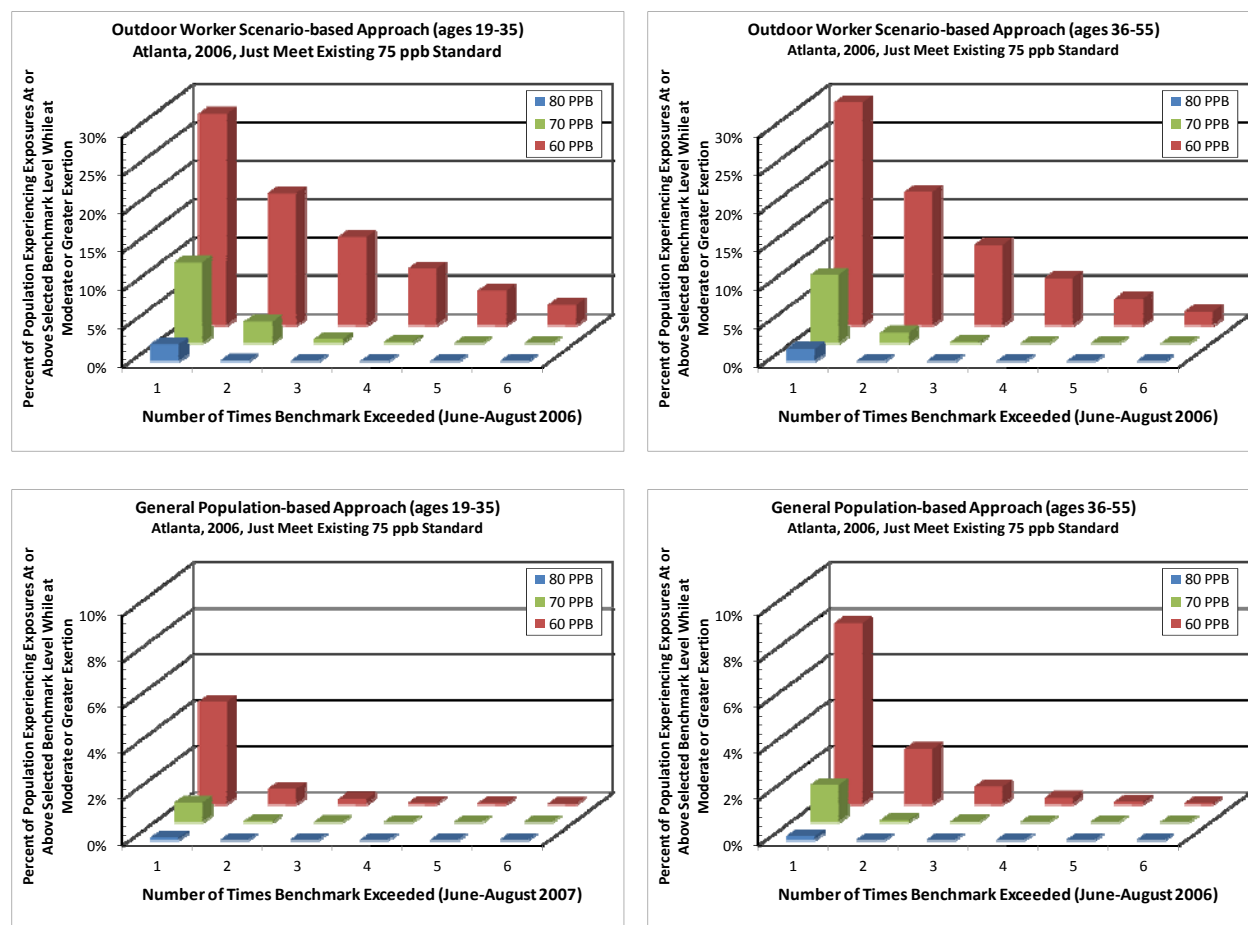 Outdoor Worker Scenario-based Approach (ages 19-35)
Atlanta, 2006, Just Meet Existing 75 ppb Standard
Percent of Population Experiencing Exposures At or
Above Selected Benchmark Level While at
Moderate or Greater Exertion
80 PPB
70 PPB
60 PPB
30%
25%
20%
15%
10%
5%
0%
1 2 3 4 5 6
Number of Times Benchmark Exceeded (June-August 2006)
Outdoor Worker Scenario-based Approach (ages 36-55)
Atlanta, 2006, Just Meet Existing 75 ppb Standard
Percent of Population Experiencing Exposures At or
Above Selected Benchmark Level While at
Moderate or Greater Exertion
80 PPB
70 PPB
60 PPB
30%
25%
20%
15%
10%
5%
0%
1 2 3 4 5 6
Number of Times Benchmark Exceeded (June-August 2006)
General Population-based Approach (ages 19-35)
Atlanta, 2006, Just Meet Existing 75 ppb Standard
Percent of Population Experiencing Exposures At or
Above Selected Benchmark Level While at
Moderate or Greater Exertion
80 PPB
70 PPB
60 PPB
10%
8%
6%
4%
2%
0%
1 2 3 4 5 6
Number of Times Benchmark Exceeded (June-August 2007)
General Population-based Approach (ages 36-55)
Atlanta, 2006, Just Meet Existing 75 ppb Standard
Percent of Population Experiencing Exposures At or
Above Selected Benchmark Level While at
Moderate or Greater Exertion
80 PPB
70 PPB
60 PPB
10%
8%
6%
4%
2%
0%
1 2 3 4 5 6
Number of Times Benchmark Exceeded (June-August 2006)